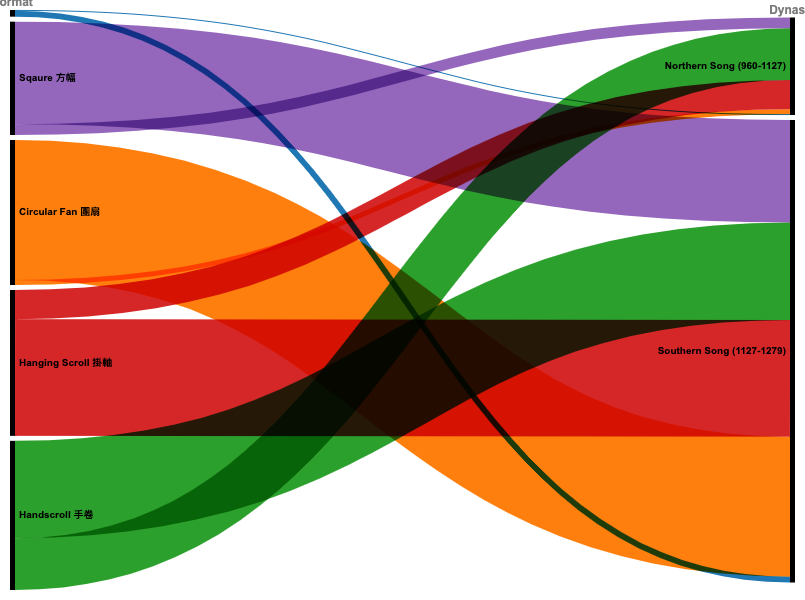 ormat
Dynas
Sqaure 方幅
Northern Song (960-1127)
Circular Fan 團扇
Southern Song (1127-1279)
Hanging Scroll 掛軸
Handscroll 手卷